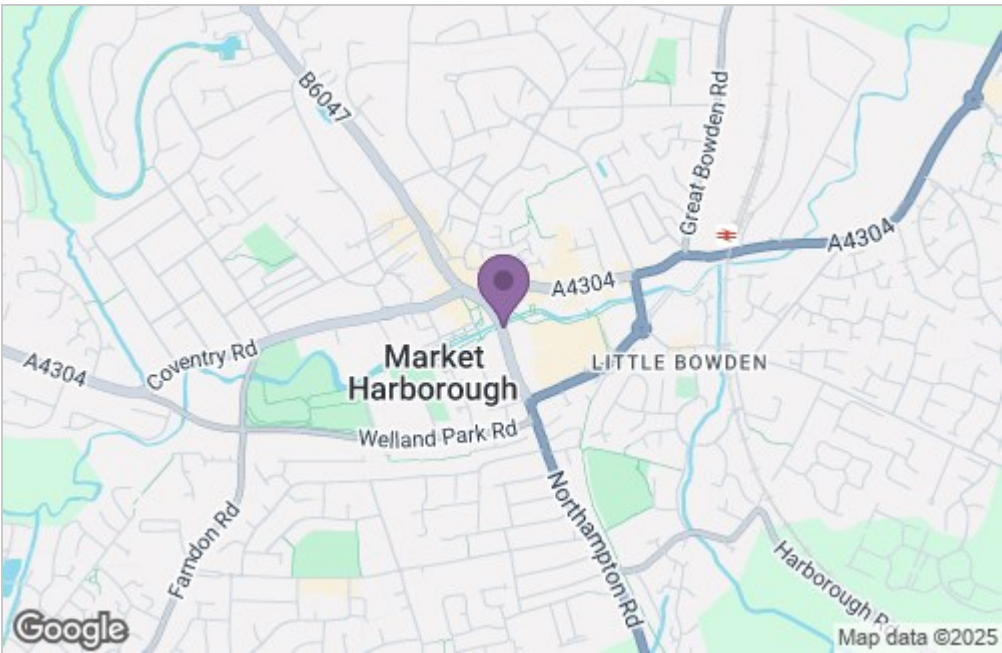 B6047
Great Bowden Rd
A4304
A4304
Coventry Rd
A4304
Market
Harborough
LITTLE BOWDEN
Welland Park Rd
Northampton Rd
Farndon Rd
Harborough Rd
Google
Map data ©2025